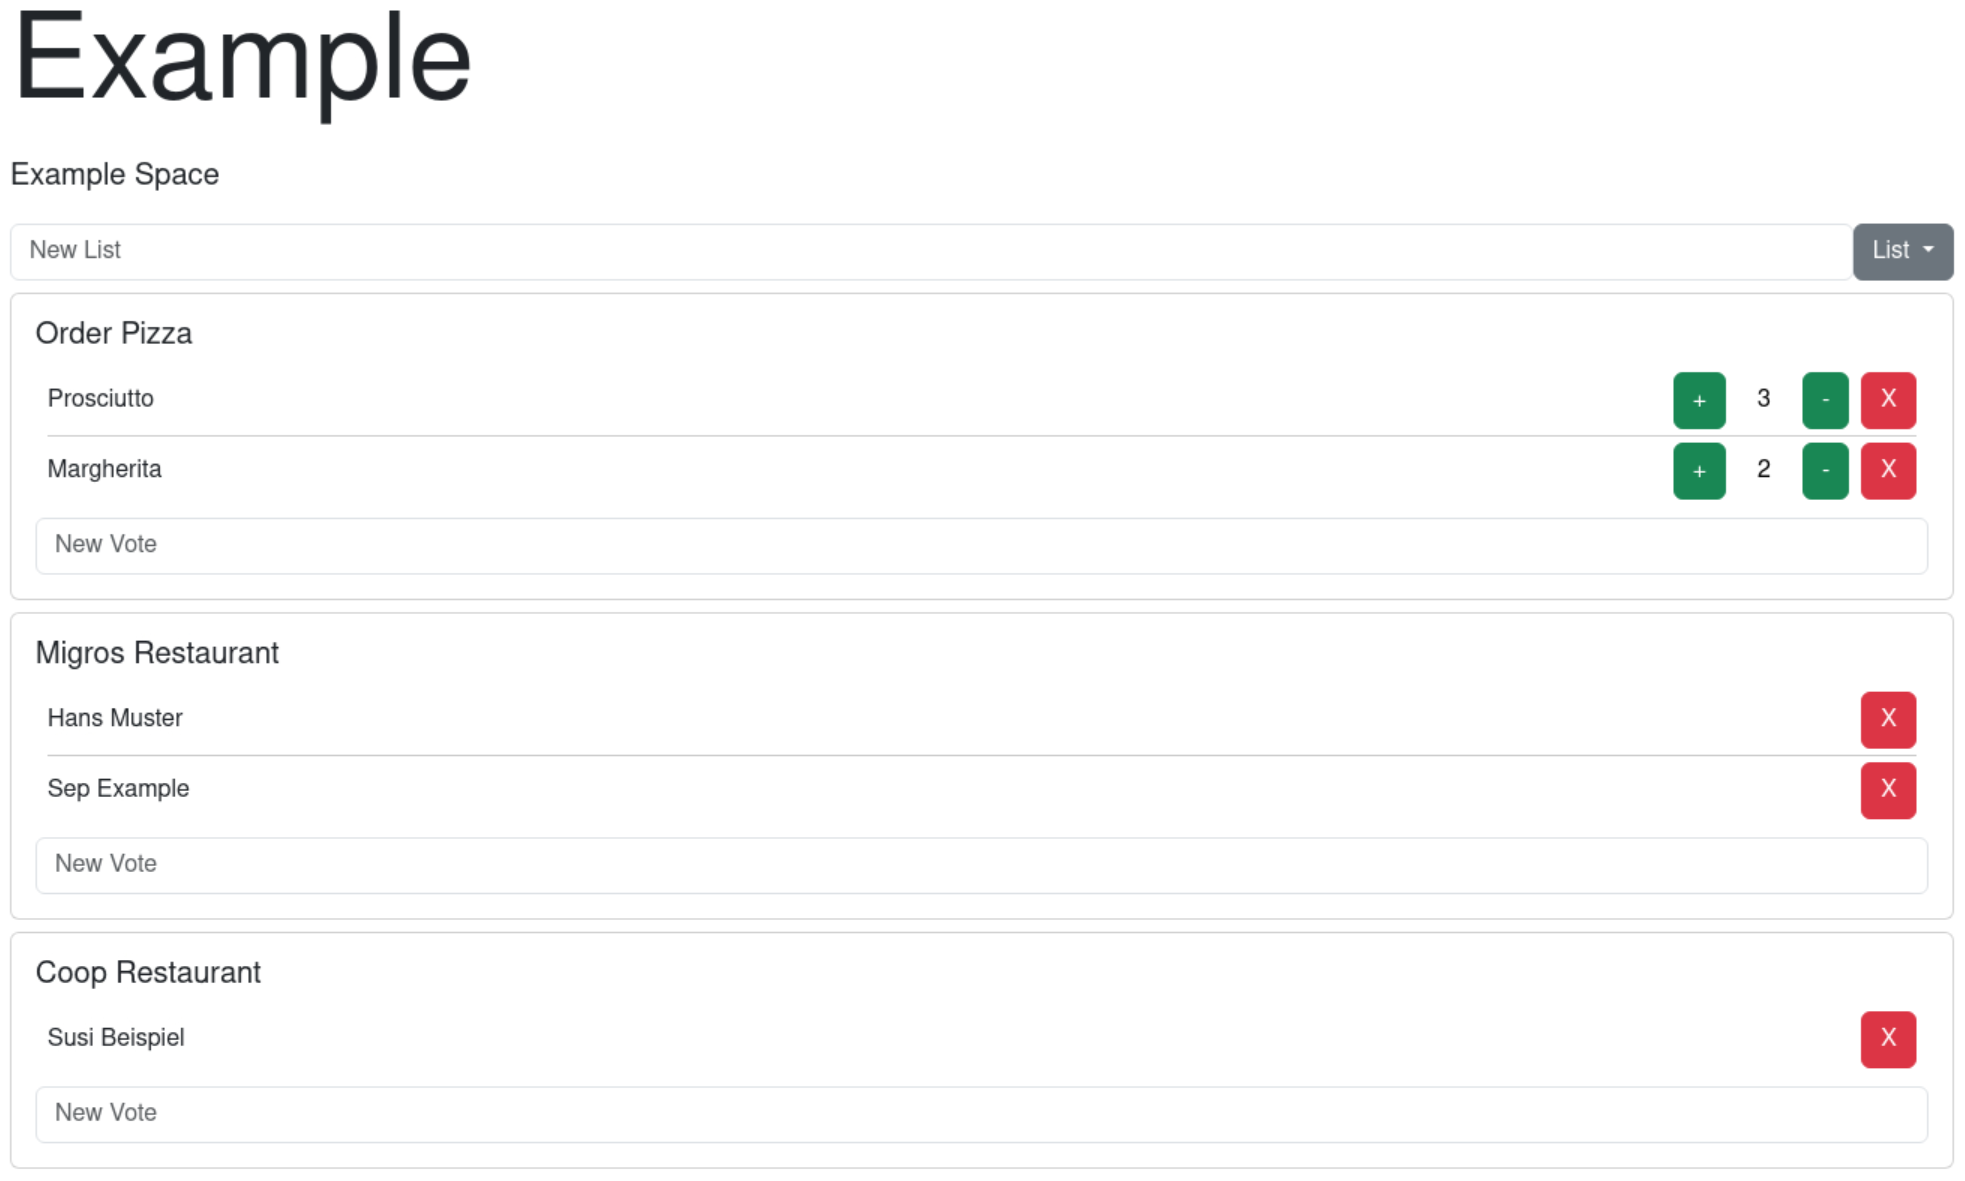 Example
Example Space
New List List
Order Pizza
Prosciutto + 3 - X
Margherita + 2 - X
New Vote
Migros Restaurant
Hans Muster X
Sep Example X
New Vote
Coop Restaurant
Susi Beispiel X
New Vote